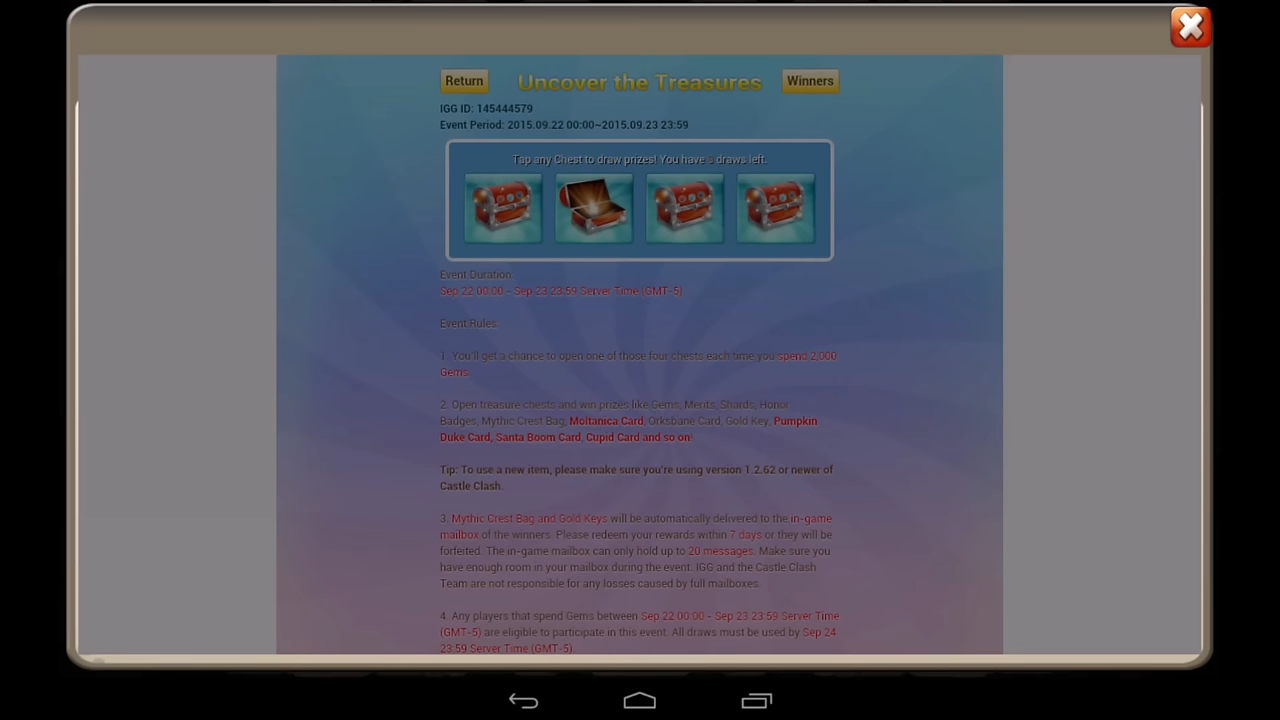 Return
Uncover the Treasures
Winners
IGG ID: 145444579
Event Period: 2015.09.22 00:00~2015.09.23 23:59
Tap any Chest to draw prizes! You have draws left.
Event Duration:
Sep 22 00:00 - Sep 23 23:59 Server Time (GMT-5)
Event Rules:
1. You'll get a chance to open one of those four chests each time you spend 2,000
Gems.
2. Open treasure chests and win prizes like Gems, Merits, Shards, Honor
Badges, Mythic Crest Bag, Moltanica Card, Orksbane Card, Gold Key, Pumpkin
Duke Card, Santa Boom Card, Cupid Card and so on!
Tip: To use a new item, please make sure you're using version 1.2.62 or newer of
Castle Clash.
3. Mythic Crest Bag and Gold Keys will be automatically delivered to the in-game
mailbox of the winners. Please redeem your rewards within 7 days or they will be
forfeited. The in-game mailbox can only hold up to 20 messages. Make sure you
have enough room in your mailbox during the event. IGG and the Castle Clash
Team are not responsible for any losses caused by full mailboxes.
4. Any players that spend Gems between Sep 22 00:00 - Sep 23 23:59 Server Time
(GMT-5) are eligible to participate in this event. All draws must be used by Sep 24
23:59 Server Time (GMT-5).